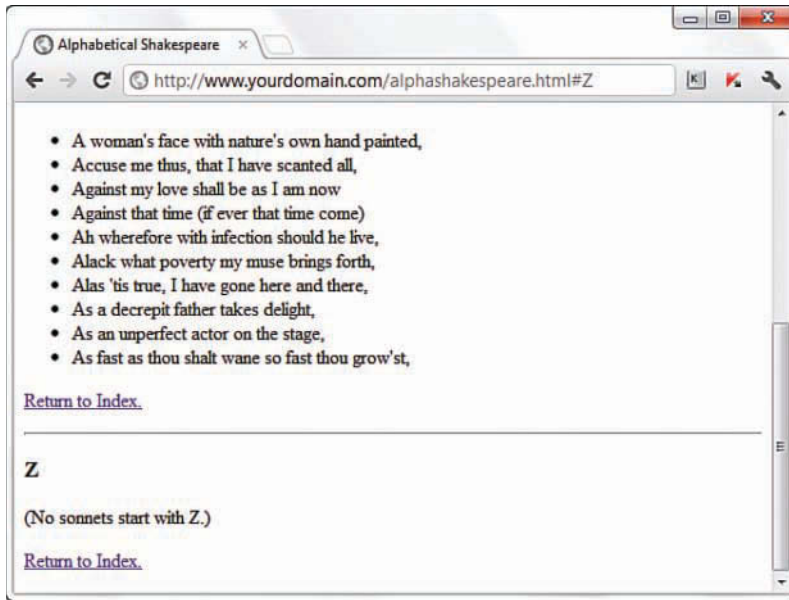 Alphabetical Shakespeare
http://www.yourdomain.com/alphashakespeare.html#Z
A woman's face with nature's own hand painted,
Accuse me thus, that I have scanted all,
Against my love shall be as I am now
Against that time (if ever that time come)
Ah wherefore with infection should he live,
Alack what poverty my muse brings forth,
Alas 'tis true, I have gone here and there,
As a decrepit father takes delight,
As an unperfect actor on the stage,
As fast as thou shalt wane so fast thou grow'st,
Return to Index.
Z
(No sonnets start with Z.)
Return to Index.